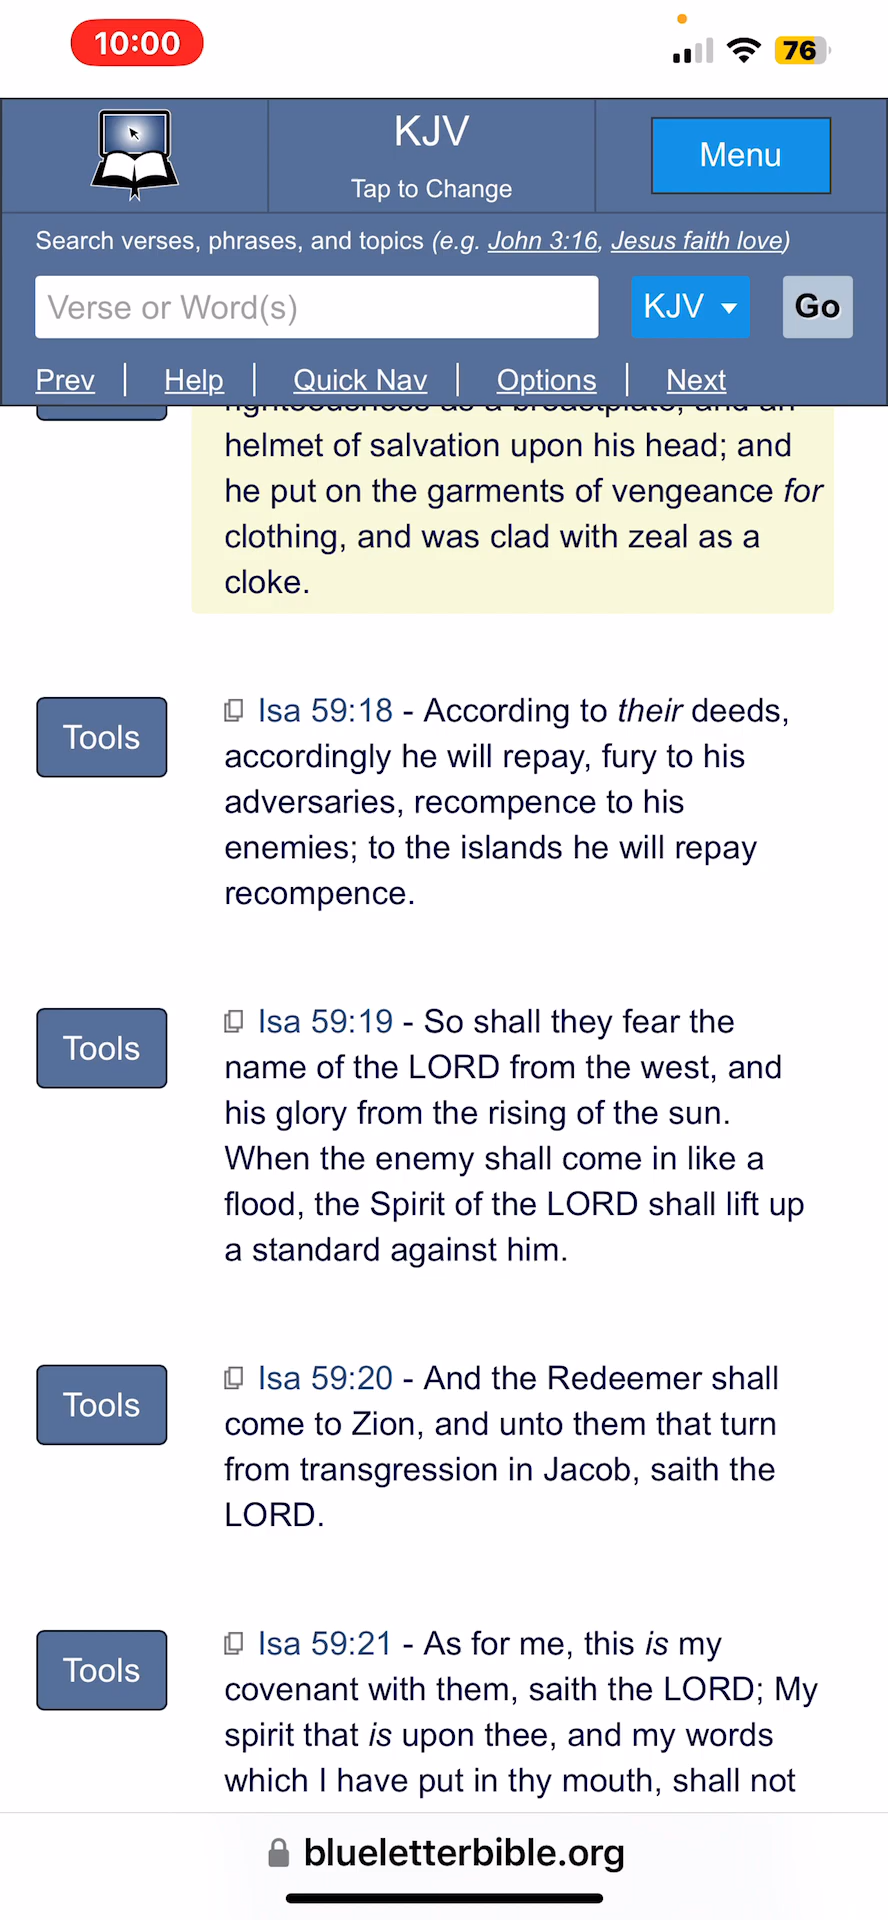 10:00
76
KJV
Tap to Change
Menu
Search verses, phrases, and topics (e.g. John 3:16, Jesus faith love)
Verse or Word(s)
KJV
Go
Prev | Help | Quick Nav | Options | Next
righteousness as a breastplate, and an
helmet of salvation upon his head; and
he put on the garments of vengeance for
clothing, and was clad with zeal as a
cloke.
Tools
Isa 59:18 - According to their deeds,
accordingly he will repay, fury to his
adversaries, recompence to his
enemies; to the islands he will repay
recompence.
Tools
Isa 59:19 - So shall they fear the
name of the LORD from the west, and
his glory from the rising of the sun.
When the enemy shall come in like a
flood, the Spirit of the LORD shall lift up
a standard against him.
Tools
Isa 59:20 - And the Redeemer shall
come to Zion, and unto them that turn
from transgression in Jacob, saith the
LORD.
Tools
Isa 59:21 - As for me, this is my
covenant with them, saith the LORD; My
spirit that is upon thee, and my words
which I have put in thy mouth, shall not
blueletterbible.org